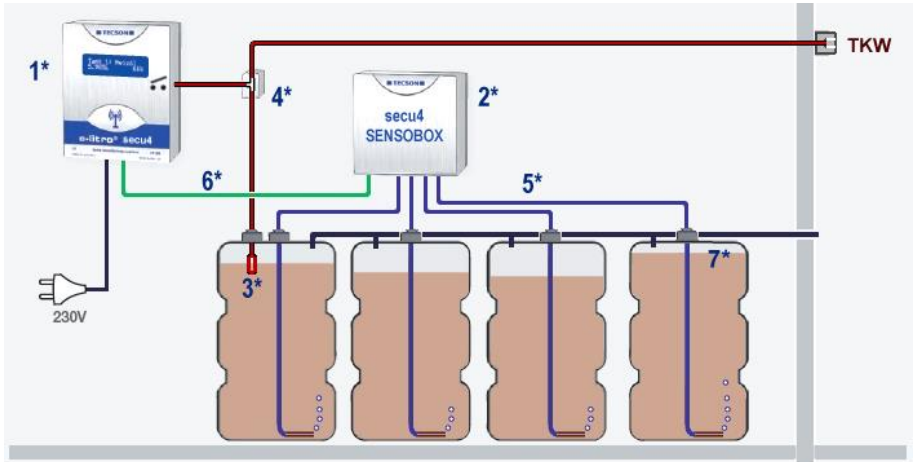 TECSON
1*
e-litro® secu4
TKW
4*
TECSON
secu4
SENSOBOX
2*
6*
5*
3*
7*
230V